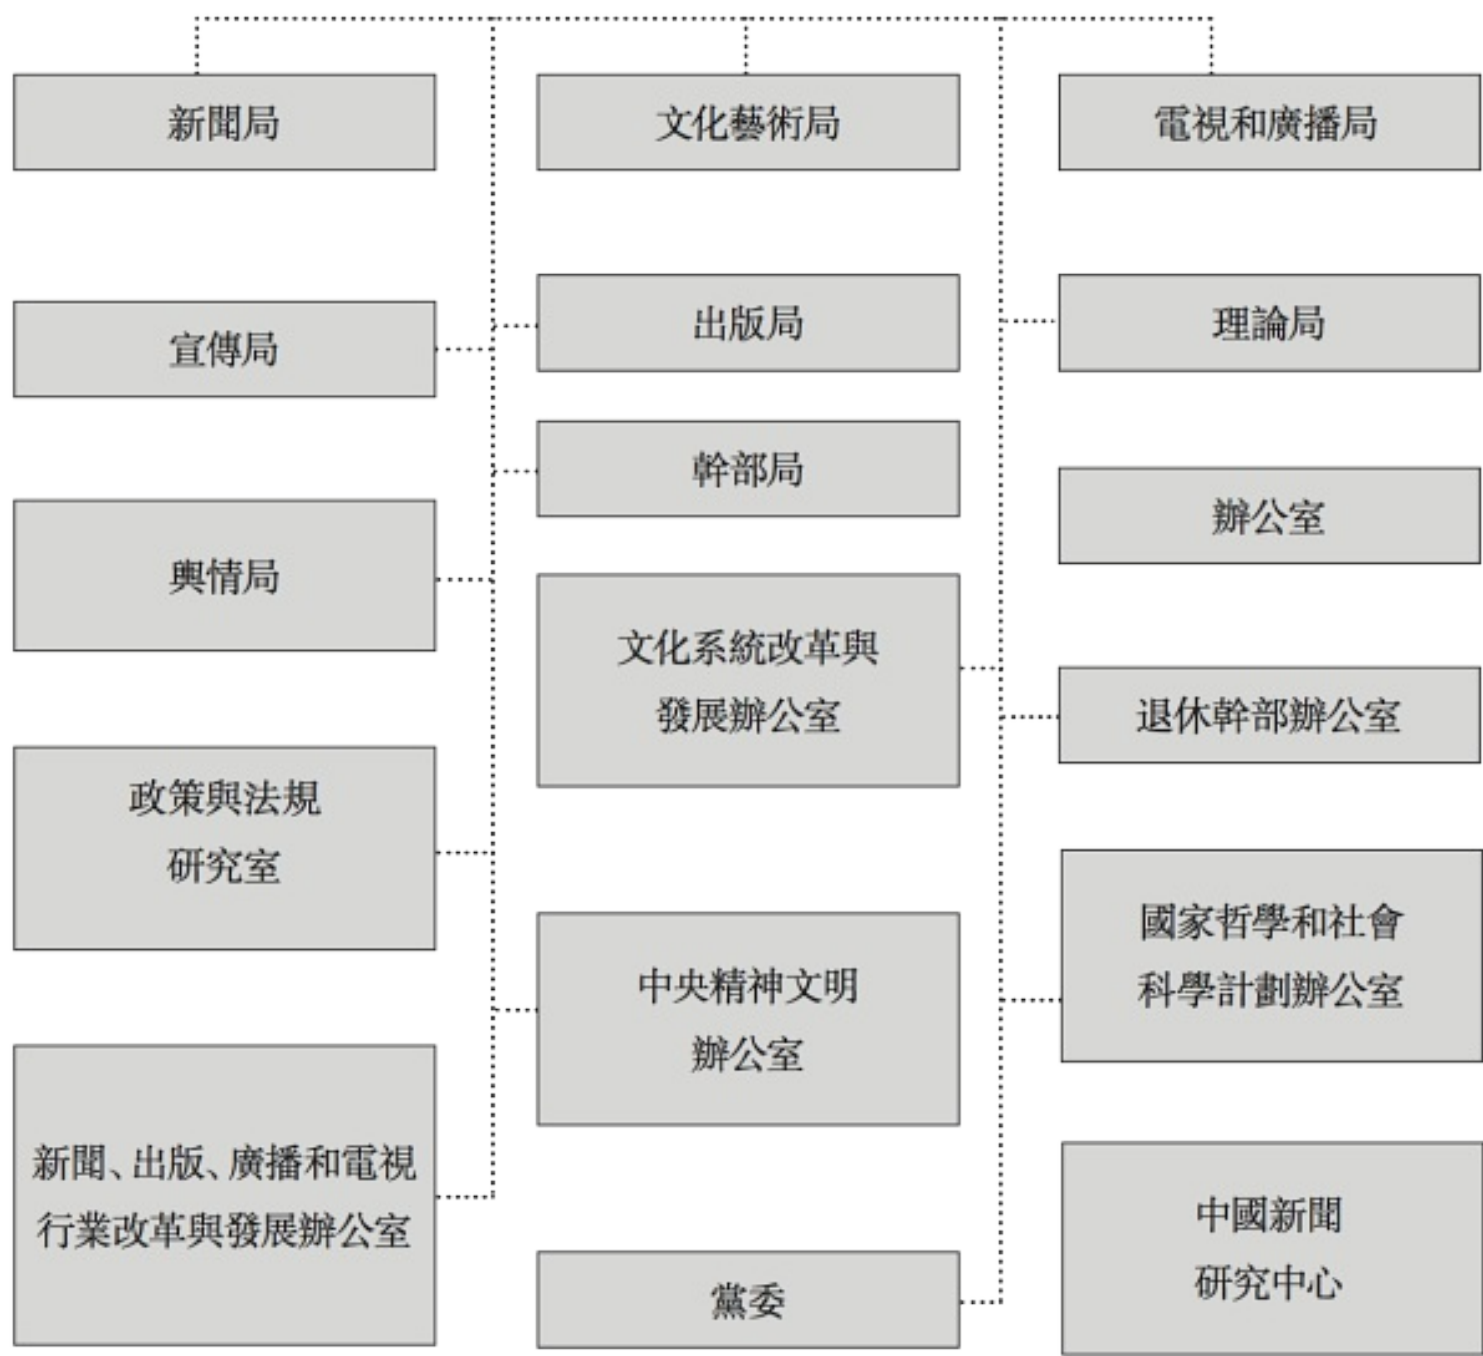 新聞局
文化藝術局
電視和廣播局
宣傳局
出版局
理論局
幹部局
輿情局
辦公室
文化系統改革與
發展辦公室
退休幹部辦公室
政策與法規
研究室
中央精神文明
辦公室
國家哲學和社會
科學計劃辦公室
新聞、出版、廣播和電視
行業改革與發展辦公室
黨委
中國新聞
研究中心